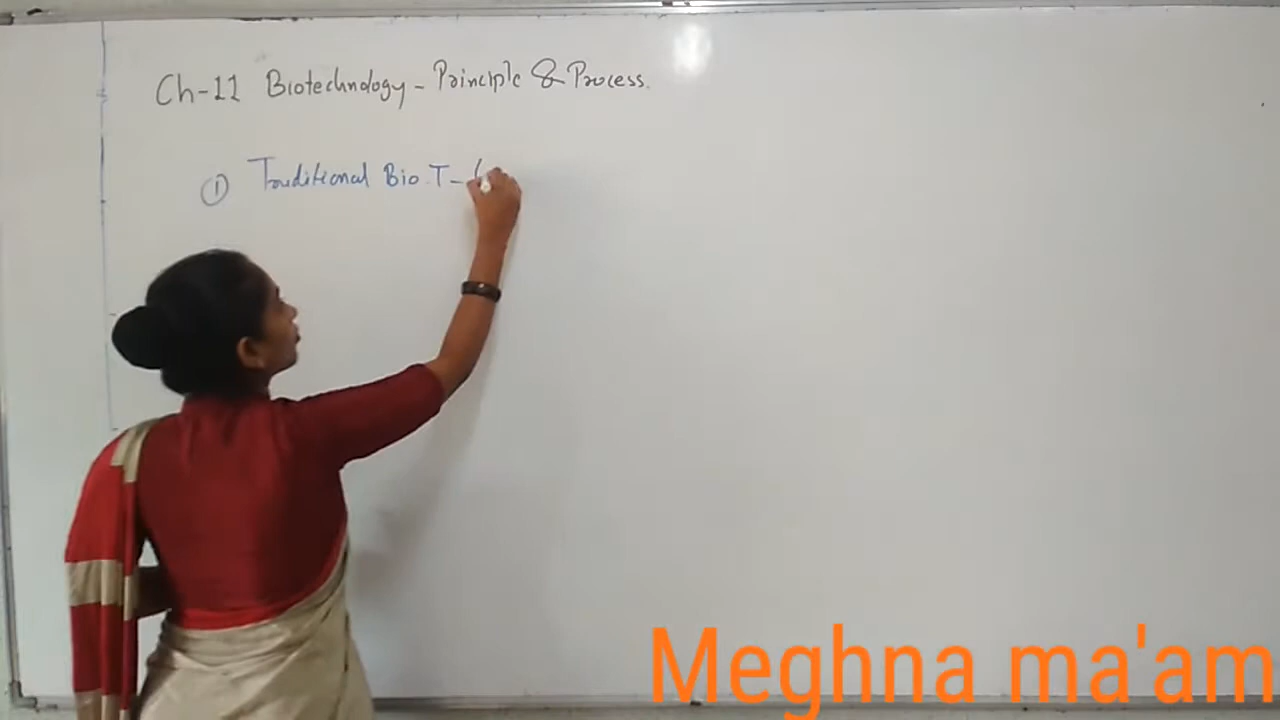 Ch-11 Biotechnology - Principle & Process.
① Traditional Bio.T - (
Meghna ma'am